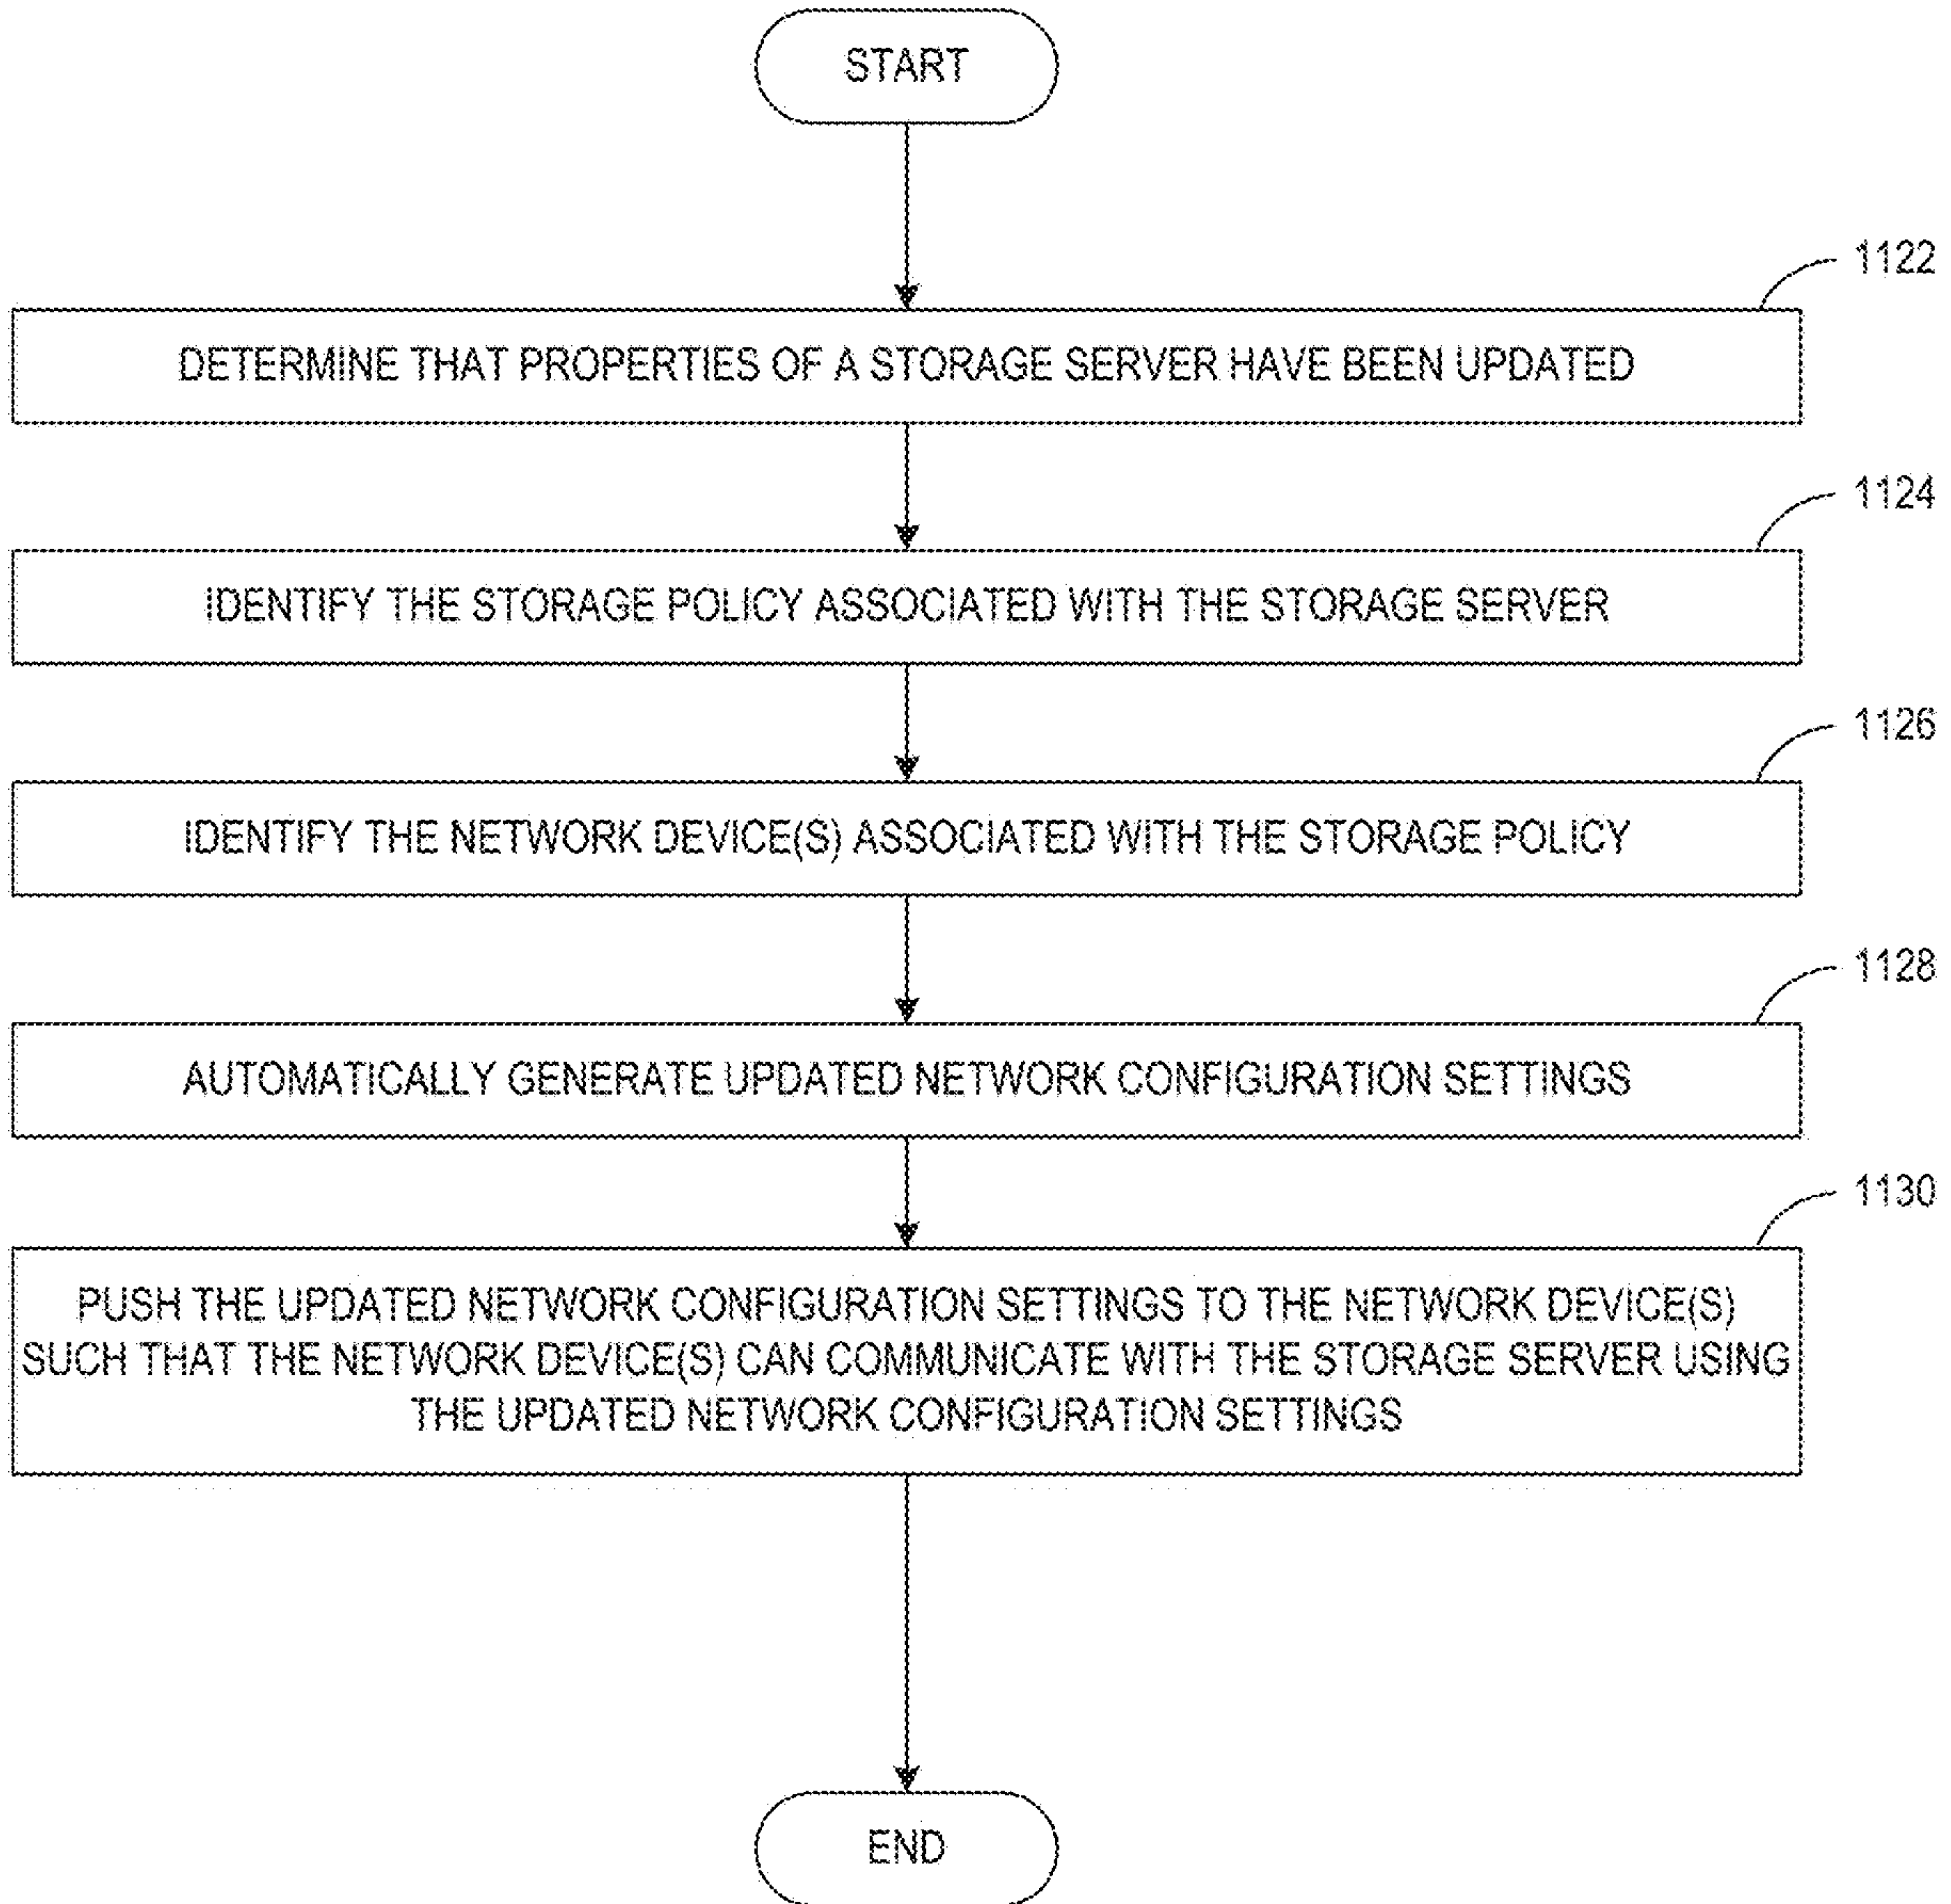 START
1122
DETERMINE THAT PROPERTIES OF A STORAGE SERVER HAVE BEEN UPDATED
1124
IDENTIFY THE STORAGE POLICY ASSOCIATED WITH THE STORAGE SERVER
1126
IDENTIFY THE NETWORK DEVICE(S) ASSOCIATED WITH THE STORAGE POLICY
1128
AUTOMATICALLY GENERATE UPDATED NETWORK CONFIGURATION SETTINGS
1130
PUSH THE UPDATED NETWORK CONFIGURATION SETTINGS TO THE NETWORK DEVICE(S)
SUCH THAT THE NETWORK DEVICE(S) CAN COMMUNICATE WITH THE STORAGE SERVER USING
THE UPDATED NETWORK CONFIGURATION SETTINGS
END